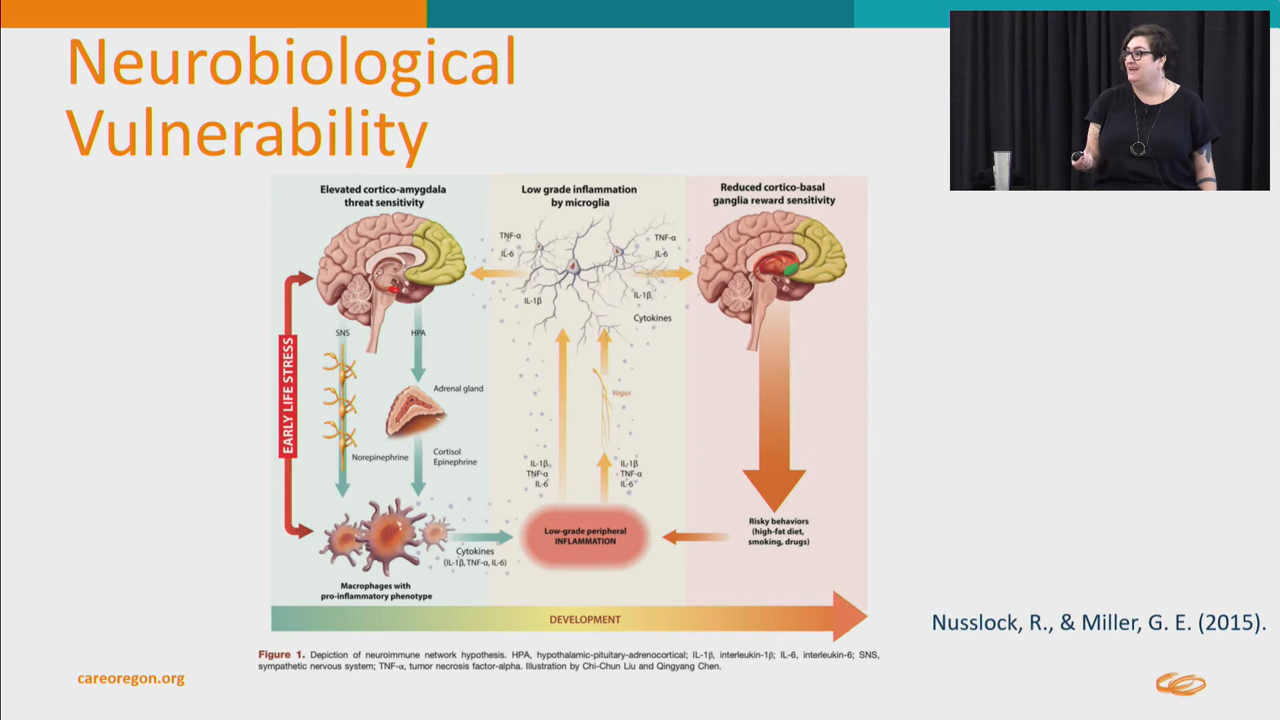 Neurobiological
Vulnerability
Elevated cortico-amygdala
threat sensitivity
Low grade inflammation
by microglia
Reduced cortico-basal
ganglia reward sensitivity
TNF-α
IL-6
IL-1β
TNF-α
IL-6
IL-1β
Cytokines
EARLY LIFE STRESS
SNS
HPA
Adrenal gland
Vagus
Norepinephrine
Cortisol
Epinephrine
IL-1β
TNF-α
IL-6
IL-1β
TNF-α
IL-6
Low-grade peripheral
INFLAMMATION
Risky behaviors
(high-fat diet,
smoking, drugs)
Cytokines
(IL-1β, TNF-α, IL-6)
Macrophages with
pro-inflammatory phenotype
DEVELOPMENT
Nusslock, R., & Miller, G. E. (2015).
Figure 1. Depiction of neuroimmune network hypothesis. HPA, hypothalamic-pituitary-adrenocortical; IL-1β, interleukin-1β; IL-6, interleukin-6; SNS,
sympathetic nervous system; TNF-α, tumor necrosis factor-alpha. Illustration by Chi-Chun Liu and Qingyang Chen.
careoregon.org